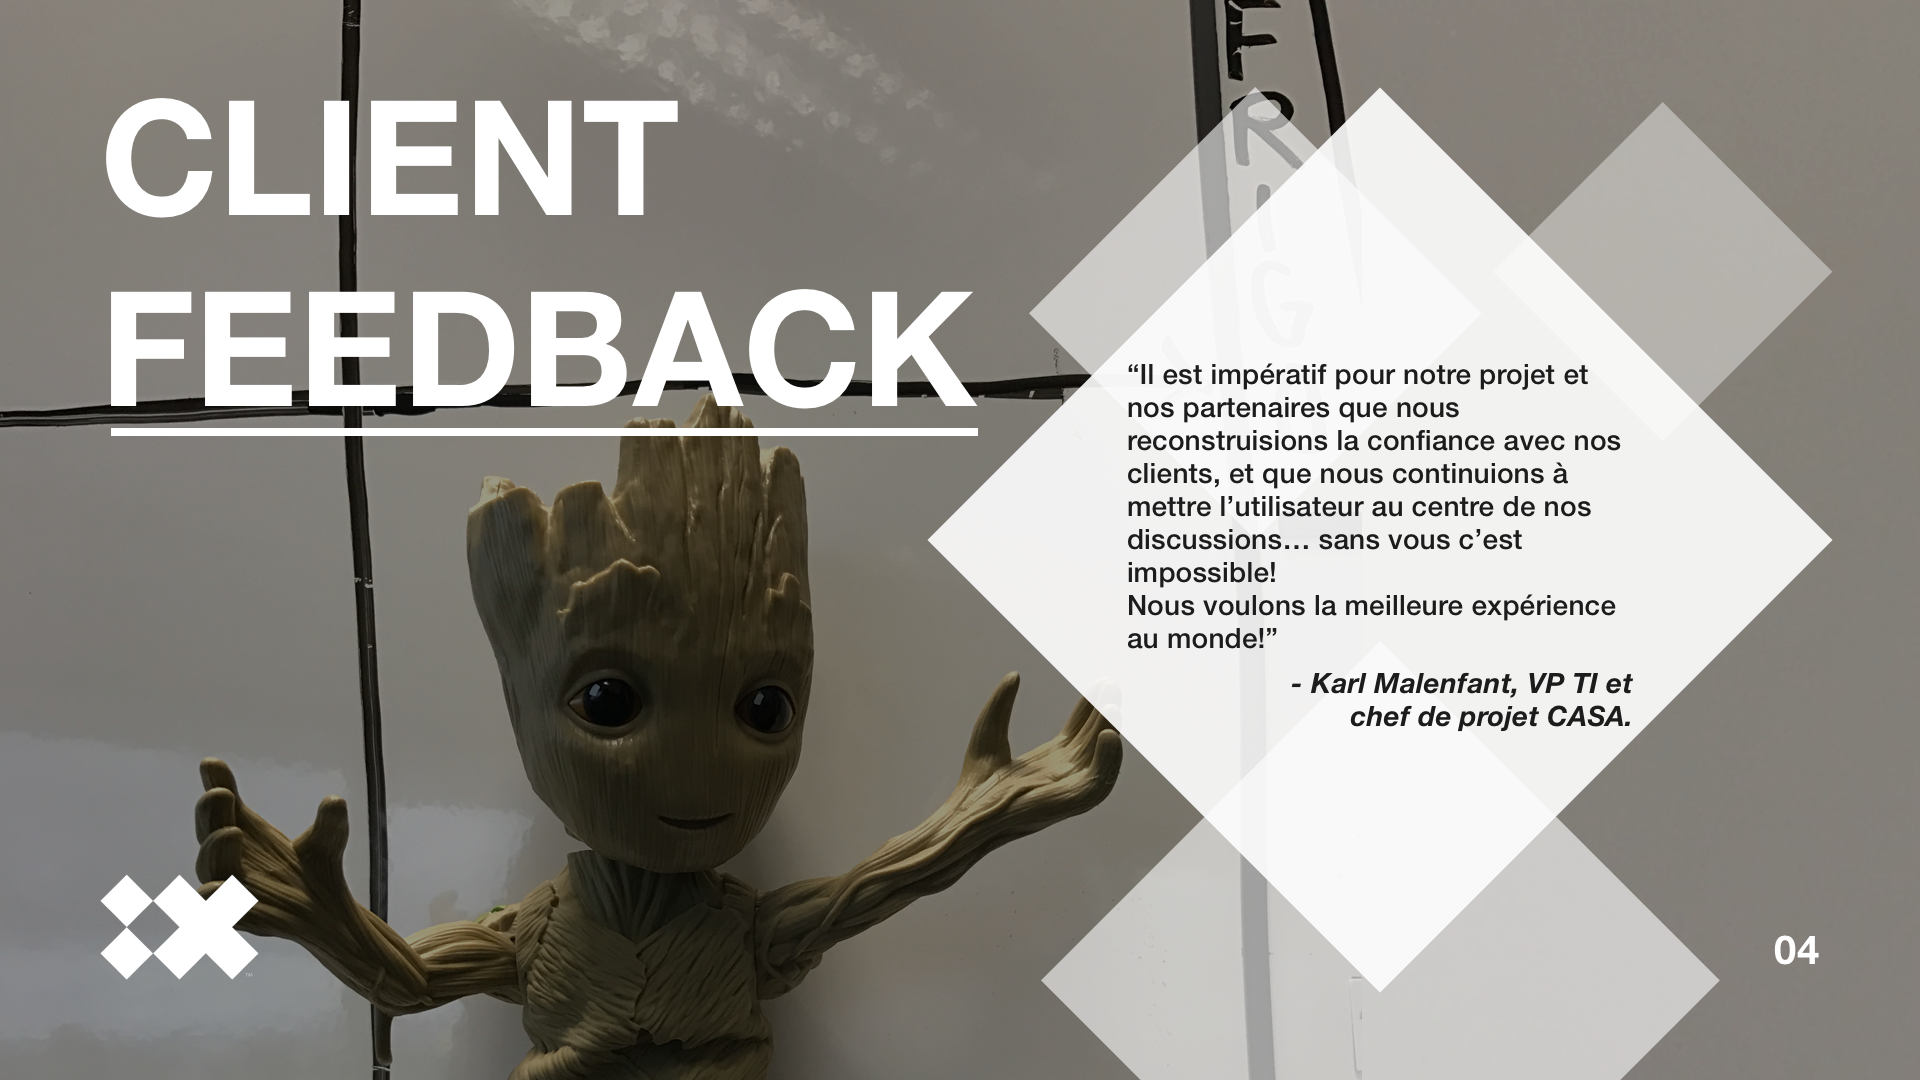 CLIENT
FEEDBACK
FRIG
“Il est impératif pour notre projet et
nos partenaires que nous
reconstruisions la confiance avec nos
clients, et que nous continuions à
mettre l’utilisateur au centre de nos
discussions… sans vous c’est
impossible!
Nous voulons la meilleure expérience
au monde!”
- Karl Malenfant, VP TI et
chef de projet CASA.
04